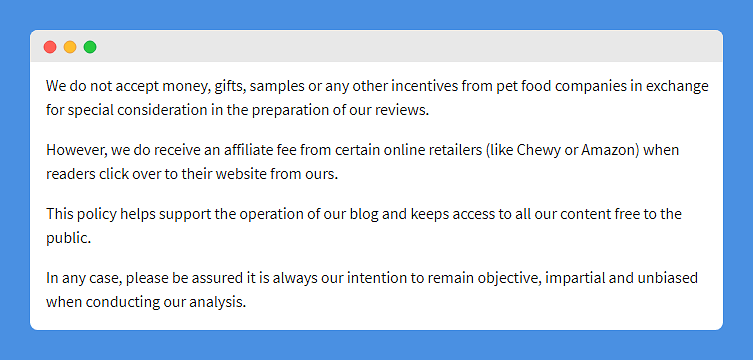 We do not accept money, gifts, samples or any other incentives from pet food companies in exchange
for special consideration in the preparation of our reviews.
However, we do receive an affiliate fee from certain online retailers (like Chewy or Amazon) when
readers click over to their website from ours.
This policy helps support the operation of our blog and keeps access to all our content free to the
public.
In any case, please be assured it is always our intention to remain objective, impartial and unbiased
when conducting our analysis.